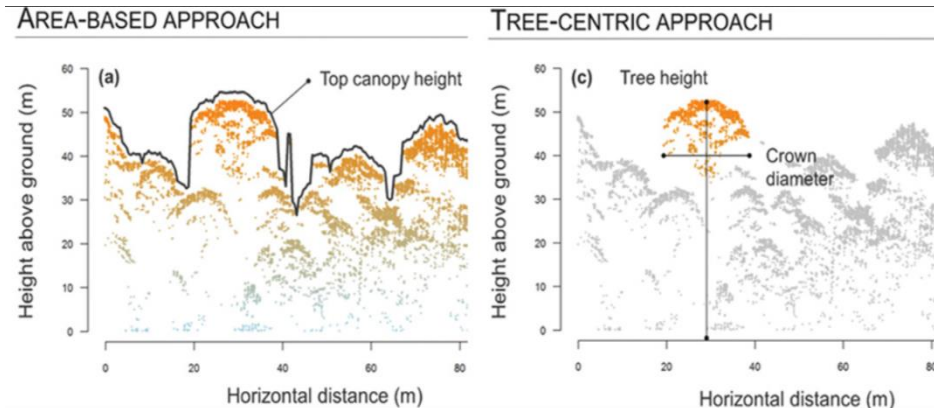 AREA-BASED APPROACH
TREE-CENTRIC APPROACH
(a)
Top canopy height
Height above ground (m)
60
50
40
30
20
10
0
0
20
40
60
80
Horizontal distance (m)
(c)
Tree height
Crown
diameter
Height above ground (m)
60
50
40
30
20
10
0
0
20
40
60
80
Horizontal distance (m)